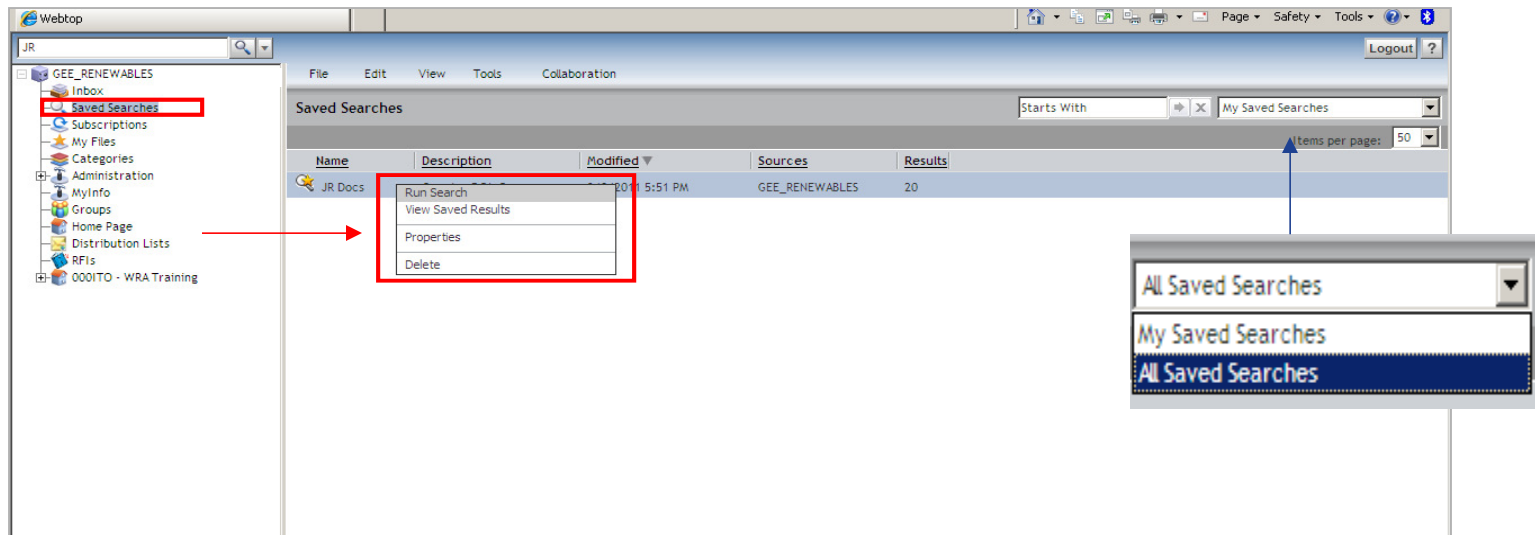 Webtop
Page Safety Tools
JR
Logout ?
GEE_RENEWABLES
Inbox
Saved Searches
Subscriptions
My Files
Categories
Administration
MyInfo
Groups
Home Page
Distribution Lists
RFIs
000ITO - WRA Training
File Edit View Tools Collaboration
Saved Searches
Starts With
My Saved Searches
Items per page: 50
Name Description Modified Sources Results
JR Docs 5:51 PM GEE_RENEWABLES 20
Run Search
View Saved Results
Properties
Delete
All Saved Searches
My Saved Searches
All Saved Searches